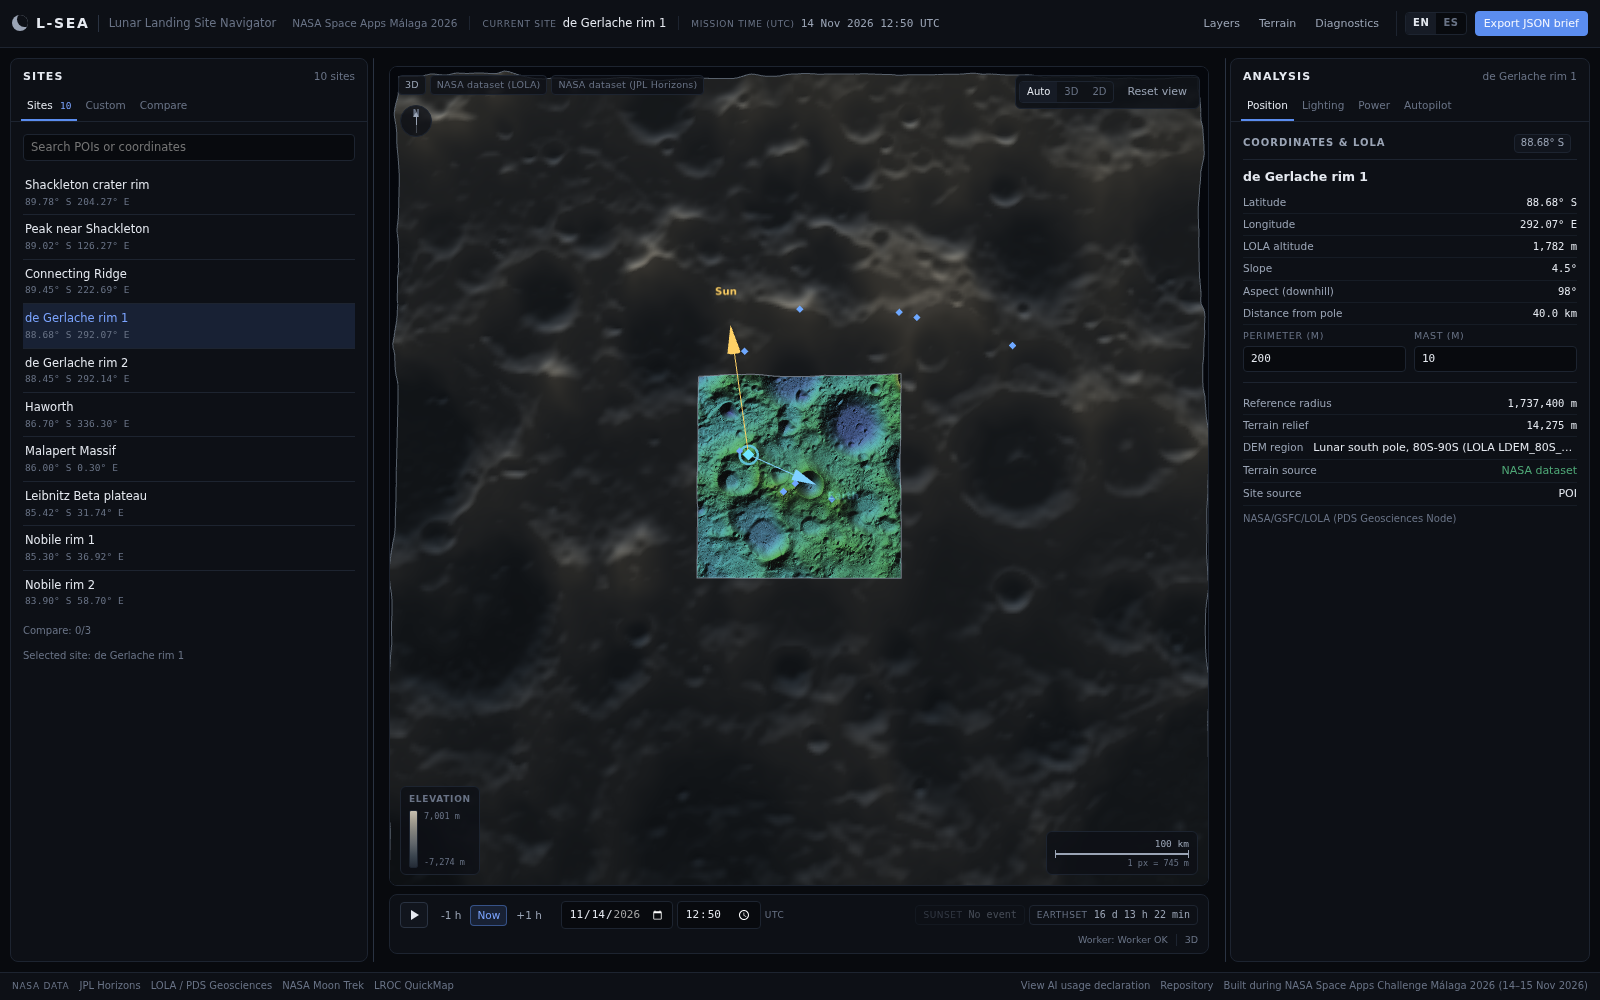 L-SEA Lunar Landing Site Navigator NASA Space Apps Málaga 2026 CURRENT SITE de Gerlache rim 1 MISSION TIME (UTC) 14 Nov 2026 12:50 UTC Layers Terrain Diagnostics EN ES Export JSON brief
SITES 10 sites
Sites 10 Custom Compare
Search POIs or coordinates
Shackleton crater rim
89.78° S 204.27° E
Peak near Shackleton
89.02° S 126.27° E
Connecting Ridge
89.45° S 222.69° E
de Gerlache rim 1
88.68° S 292.07° E
de Gerlache rim 2
88.45° S 292.14° E
Haworth
86.70° S 336.30° E
Malapert Massif
86.00° S 0.30° E
Leibnitz Beta plateau
85.42° S 31.74° E
Nobile rim 1
85.30° S 36.92° E
Nobile rim 2
83.90° S 58.70° E
Compare: 0/3
Selected site: de Gerlache rim 1
3D NASA dataset (LOLA) NASA dataset (JPL Horizons) Auto 3D 2D Reset view
N
Sun
ELEVATION
7,001 m
-7,274 m
100 km
1 px = 745 m
-1 h Now +1 h 11/14/2026 12:50 UTC SUNSET No event EARTHSET 16 d 13 h 22 min
Worker: Worker OK 3D
ANALYSIS de Gerlache rim 1
Position Lighting Power Autopilot
COORDINATES & LOLA 88.68° S
de Gerlache rim 1
Latitude 88.68° S
Longitude 292.07° E
LOLA altitude 1,782 m
Slope 4.5°
Aspect (downhill) 98°
Distance from pole 40.0 km
PERIMETER (M) MAST (M)
200 10
Reference radius 1,737,400 m
Terrain relief 14,275 m
DEM region Lunar south pole, 80S-90S (LOLA LDEM_80S_...
Terrain source NASA dataset
Site source POI
NASA/GSFC/LOLA (PDS Geosciences Node)
NASA DATA JPL Horizons LOLA / PDS Geosciences NASA Moon Trek LROC QuickMap View AI usage declaration Repository Built during NASA Space Apps Challenge Málaga 2026 (14–15 Nov 2026)